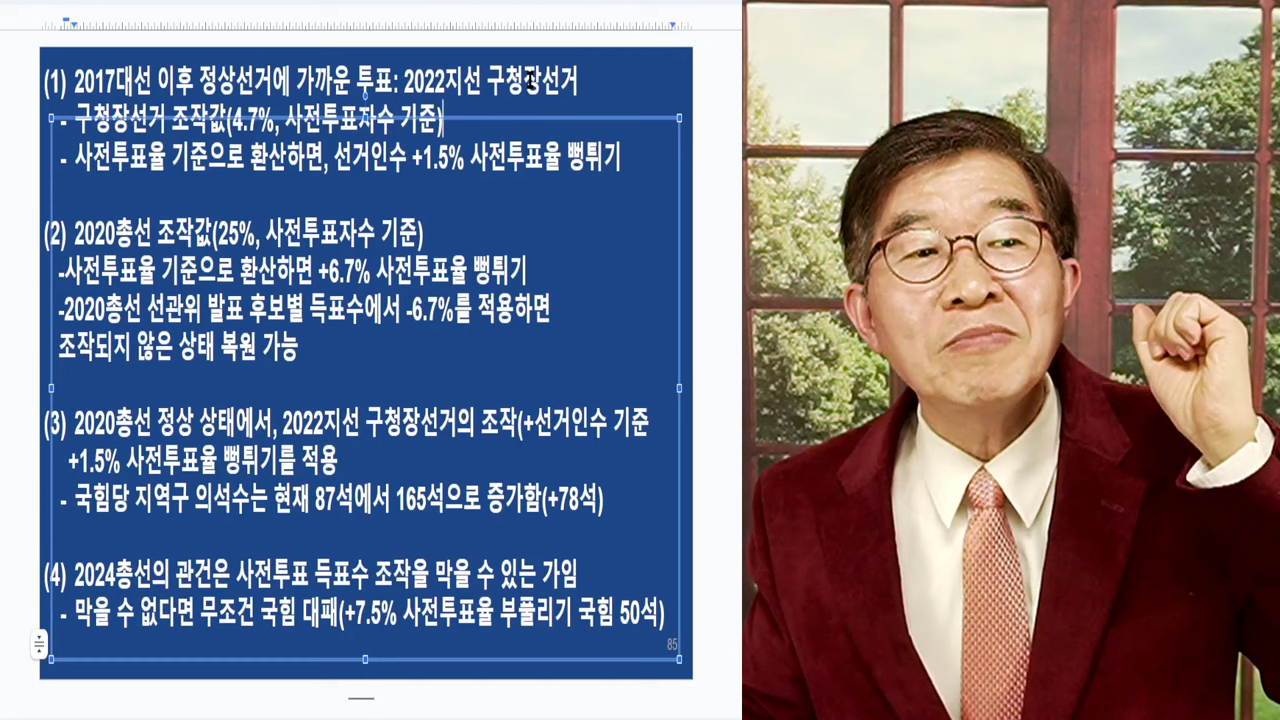 (1) 2017대선 이후 정상선거에 가까운 투표: 2022지선 구청장선거
- 구청장선거 조작값(4.7%, 사전투표자수 기준)
- 사전투표율 기준으로 환산하면, 선거인수 +1.5% 사전투표율 뻥튀기
(2) 2020총선 조작값(25%, 사전투표자수 기준)
-사전투표율 기준으로 환산하면 +6.7% 사전투표율 뻥튀기
-2020총선 선관위 발표 후보별 득표수에서 -6.7%를 적용하면
조작되지 않은 상태 복원 가능
(3) 2020총선 정상 상태에서, 2022지선 구청장선거의 조작(+선거인수 기준
+1.5% 사전투표율 뻥튀기를 적용
- 국힘당 지역구 의석수는 현재 87석에서 165석으로 증가함(+78석)
(4) 2024총선의 관건은 사전투표 득표수 조작을 막을 수 있는 가임
- 막을 수 없다면 무조건 국힘 대패(+7.5% 사전투표율 부풀리기 국힘 50석)
85